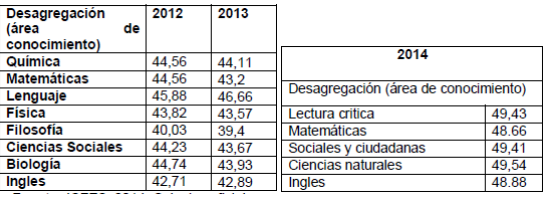 Desagregación 2012 2013
(área de
conocimiento)
Química 44,56 44,11
Matemáticas 44,56 43,2
Lenguaje 45,88 46,66
Física 43,82 43,57
Filosofía 40,03 39,4
Ciencias Sociales 44,23 43,67
Biología 44,74 43,93
Ingles 42,71 42,89
2014
Desagregación (área de conocimiento)
Lectura critica 49,43
Matemáticas 48.66
Sociales y ciudadanas 49,41
Ciencias naturales 49,54
Ingles 48.88